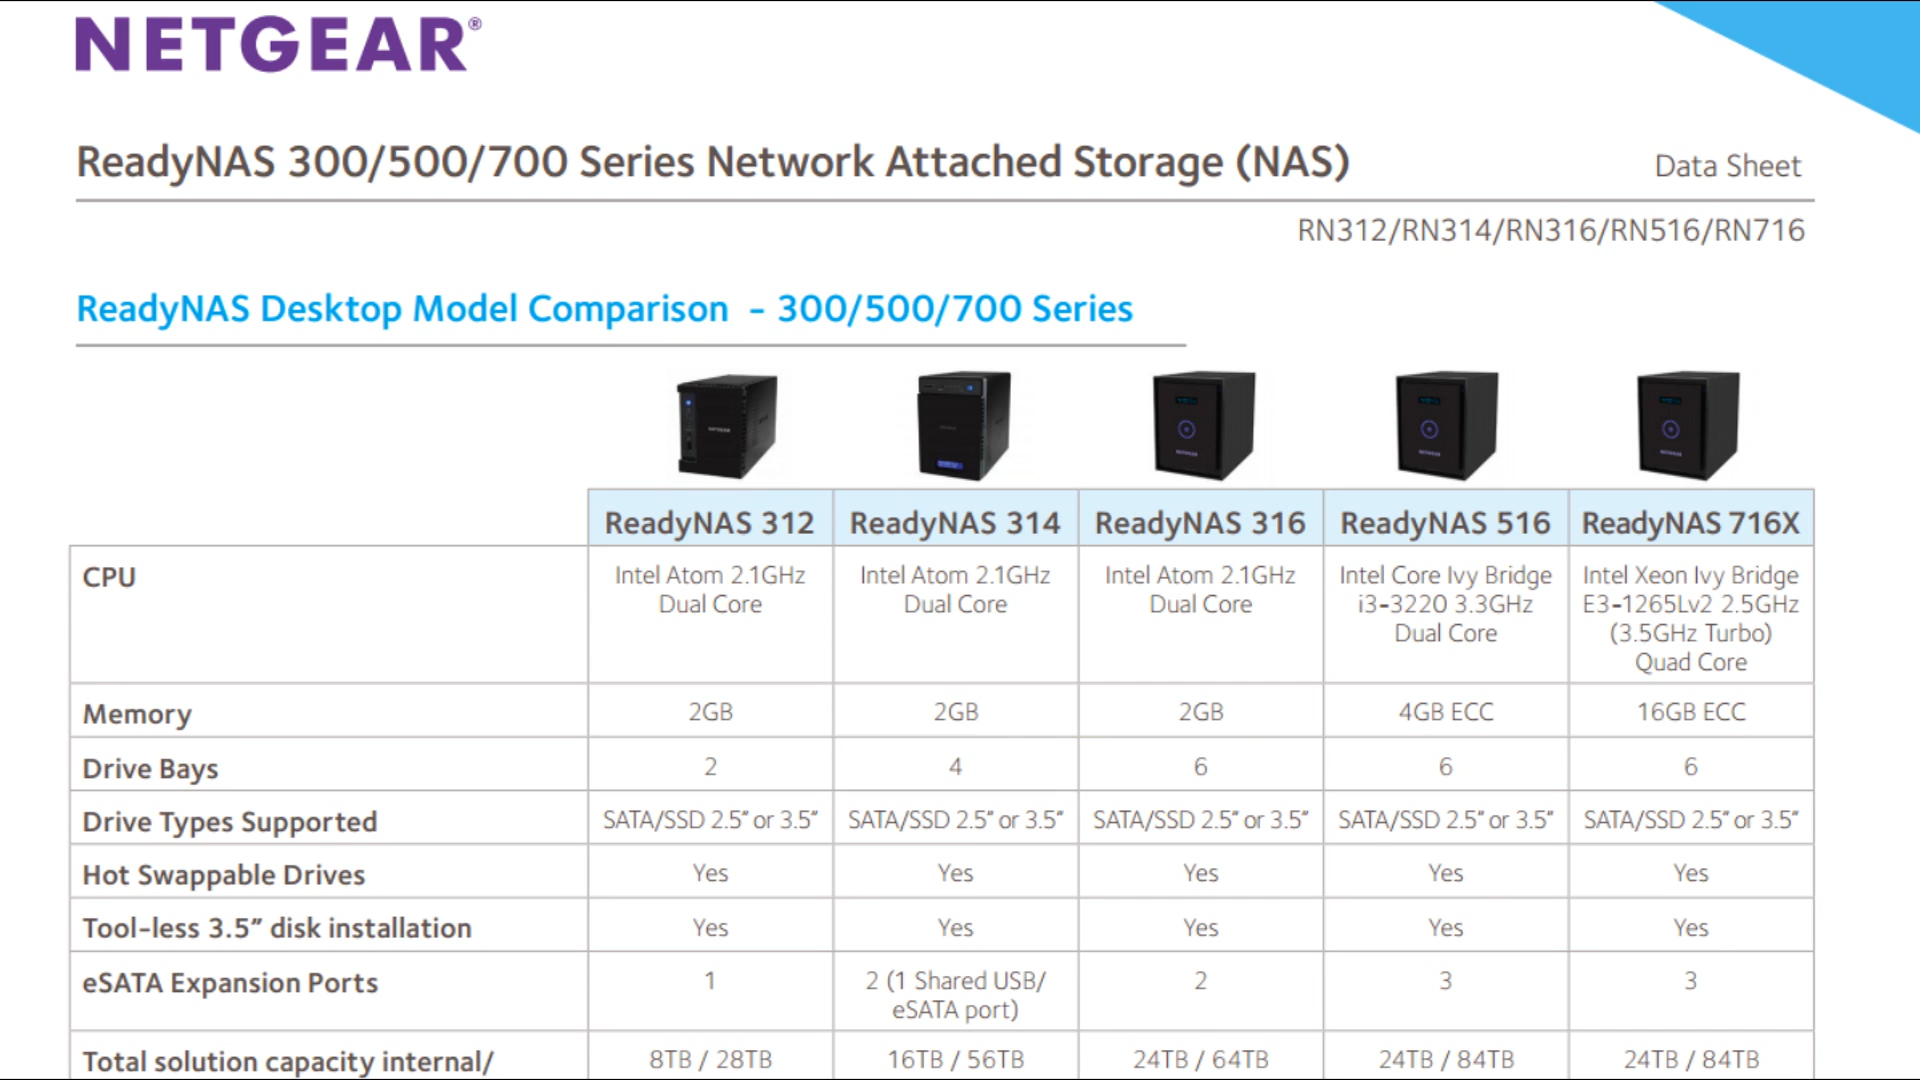 NETGEAR®
ReadyNAS 300/500/700 Series Network Attached Storage (NAS) Data Sheet
RN312/RN314/RN316/RN516/RN716
ReadyNAS Desktop Model Comparison - 300/500/700 Series
ReadyNAS 312 ReadyNAS 314 ReadyNAS 316 ReadyNAS 516 ReadyNAS 716X
CPU Intel Atom 2.1GHz Intel Atom 2.1GHz Intel Atom 2.1GHz Intel Core Ivy Bridge Intel Xeon Ivy Bridge
Dual Core Dual Core Dual Core i3-3220 3.3GHz E3-1265Lv2 2.5GHz
Dual Core (3.5GHz Turbo)
Quad Core
Memory 2GB 2GB 2GB 4GB ECC 16GB ECC
Drive Bays 2 4 6 6 6
Drive Types Supported SATA/SSD 2.5” or 3.5” SATA/SSD 2.5” or 3.5” SATA/SSD 2.5” or 3.5” SATA/SSD 2.5” or 3.5” SATA/SSD 2.5” or 3.5”
Hot Swappable Drives Yes Yes Yes Yes Yes
Tool-less 3.5” disk installation Yes Yes Yes Yes Yes
eSATA Expansion Ports 1 2 (1 Shared USB/ 2 3 3
eSATA port)
Total solution capacity internal/ 8TB / 28TB 16TB / 56TB 24TB / 64TB 24TB / 84TB 24TB / 84TB